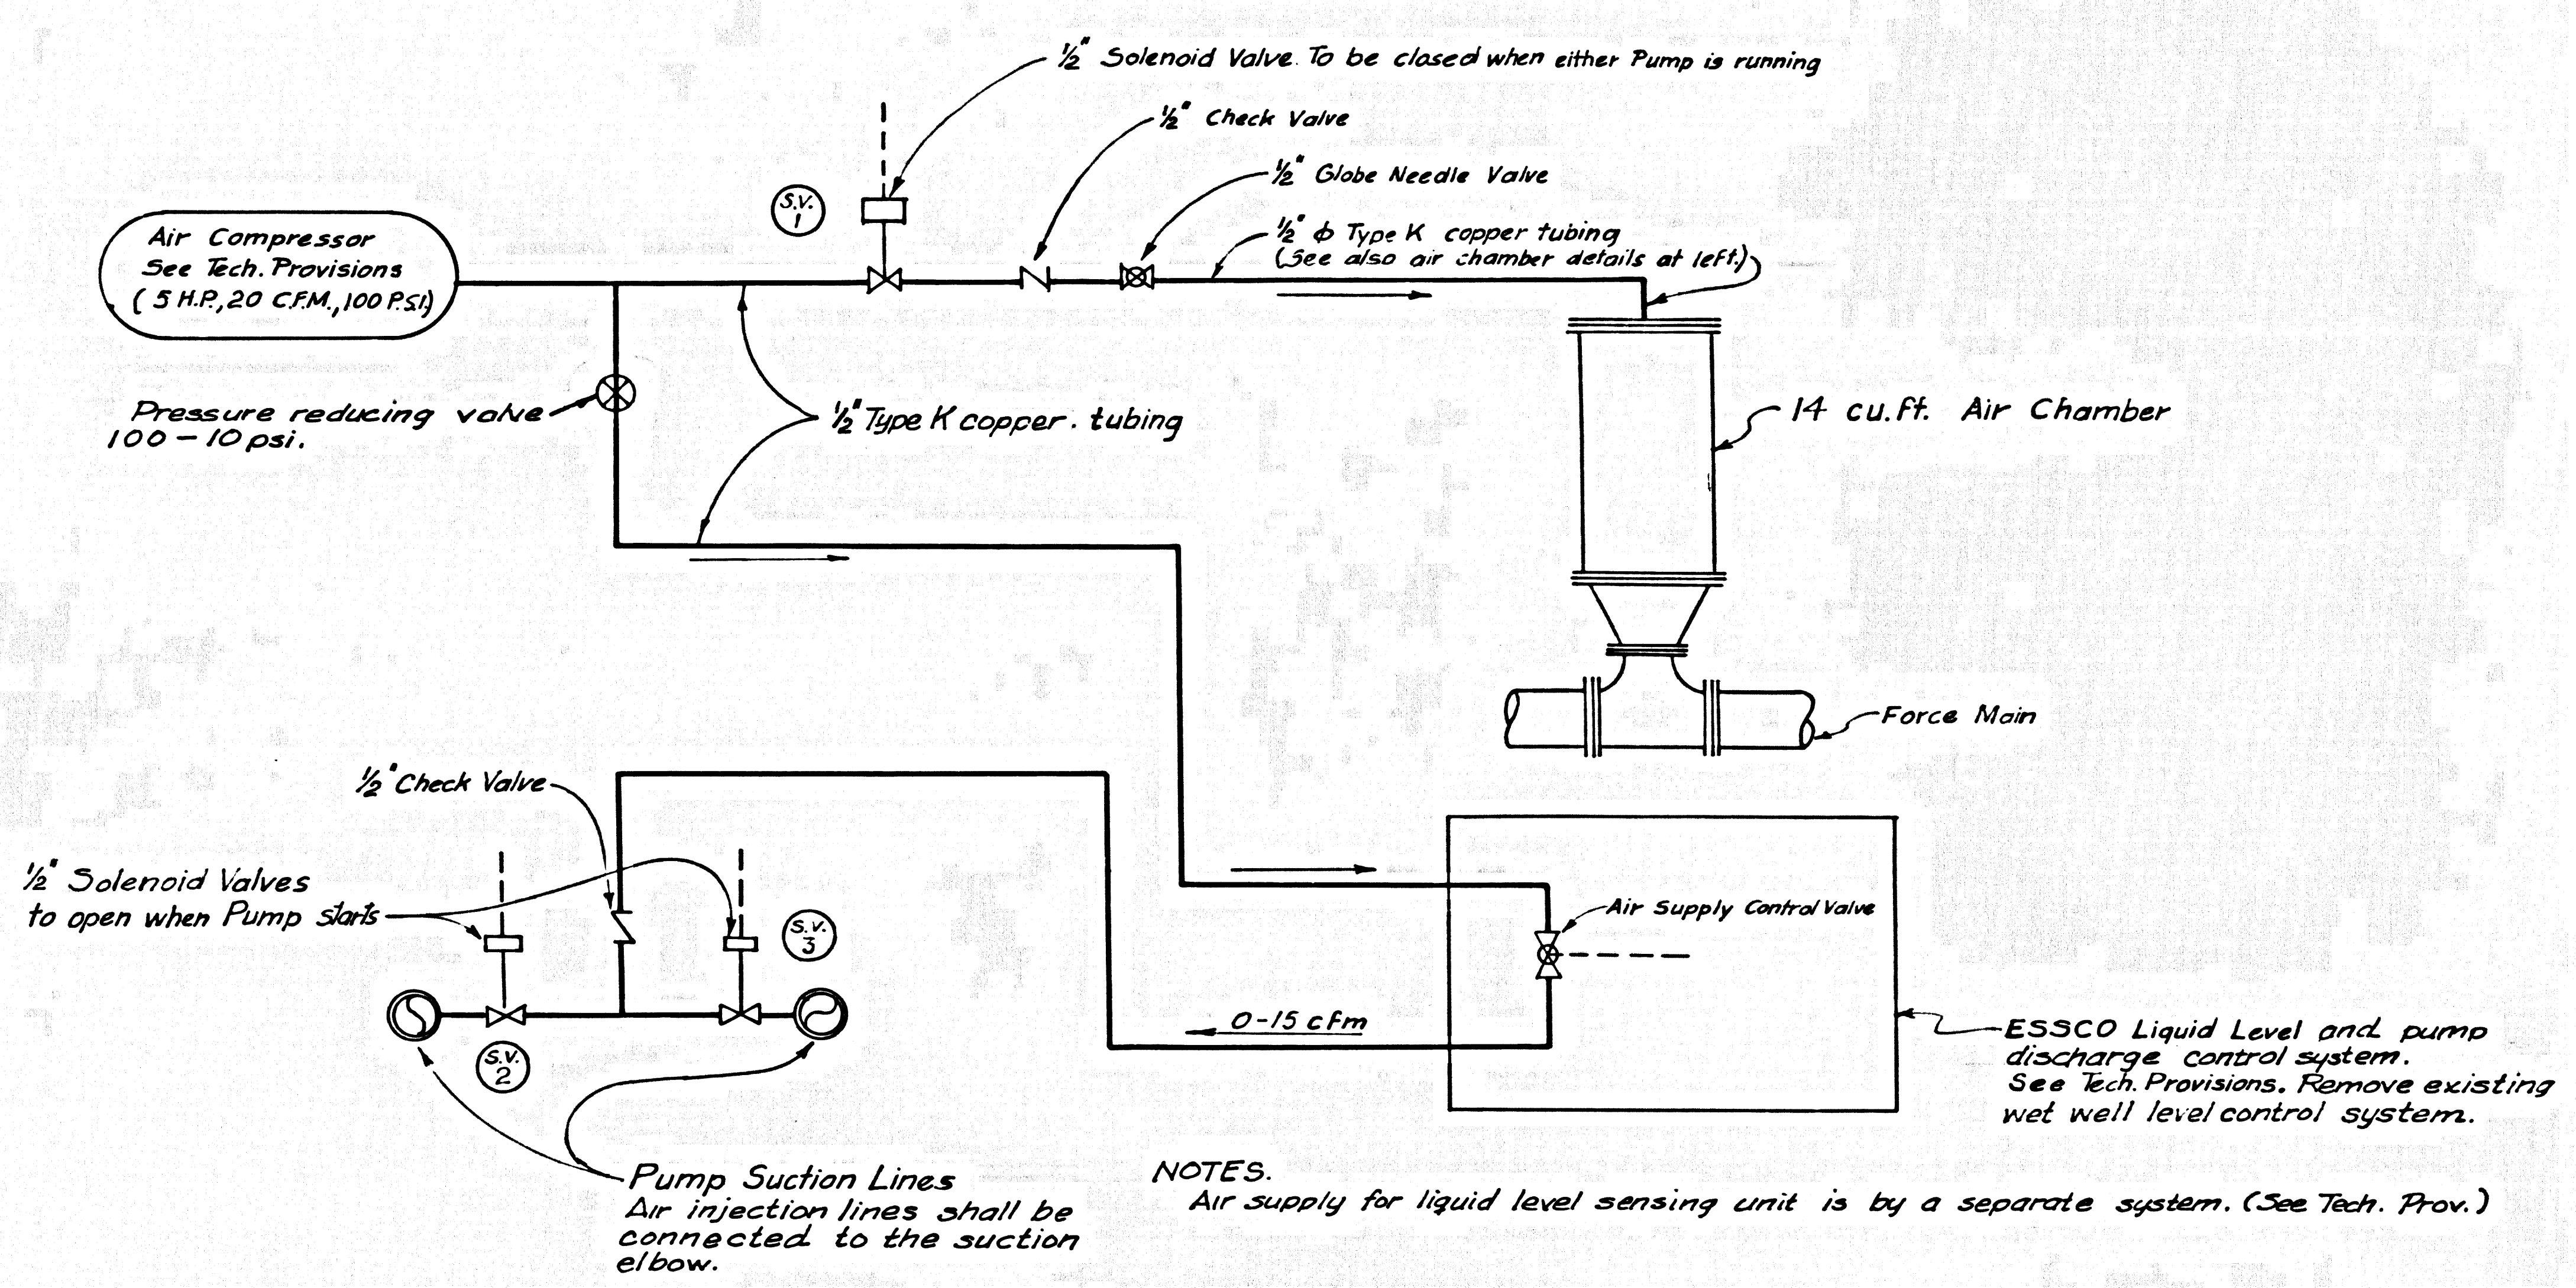 1/2" Solenoid Valve. To be closed when either Pump is running
1/2" Check Valve
1/2" Globe Needle Valve
1/2" φ Type K copper tubing
(See also air chamber details at left.)
S.V.
1
Air Compressor
See Tech. Provisions
(5 H.P., 20 C.F.M., 100 P.S.I.)
Pressure reducing valve
100 - 10 psi.
1/2" Type K copper. tubing
14 cu.ft. Air Chamber
Force Main
1/2" Check Valve
1/2" Solenoid Valves
to open when Pump starts
S.V.
3
S.V.
2
Air Supply Control Valve
0-15 cfm
ESSCO Liquid Level and pump
discharge control system.
See Tech. Provisions. Remove existing
wet well level control system.
Pump Suction Lines
Air injection lines shall be
connected to the suction
elbow.
NOTES.
Air supply for liquid level sensing unit is by a separate system. (See Tech. Prov.)